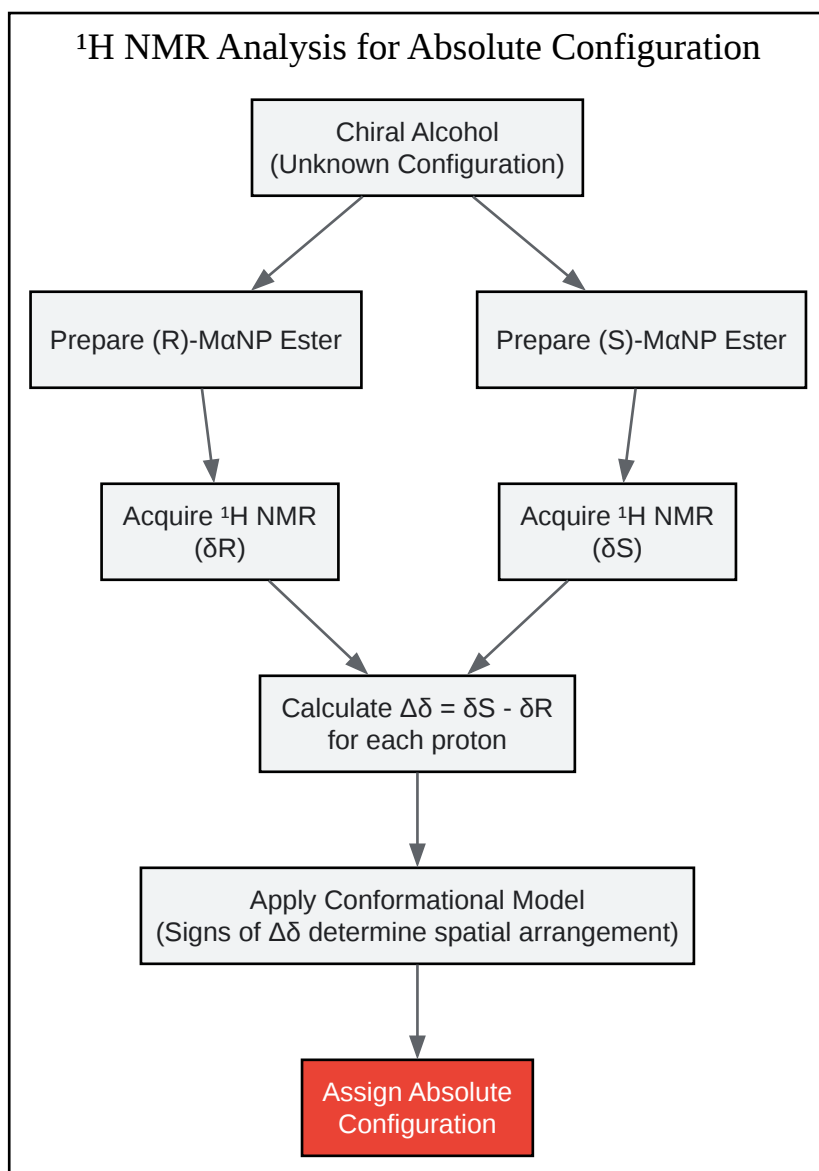 ¹H NMR Analysis for Absolute Configuration
Chiral Alcohol
(Unknown Configuration)
Prepare (R)-MαNP Ester
Prepare (S)-MαNP Ester
Acquire ¹H NMR
(δR)
Acquire ¹H NMR
(δS)
Calculate Δδ = δS - δR
for each proton
Apply Conformational Model
(Signs of Δδ determine spatial arrangement)
Assign Absolute
Configuration